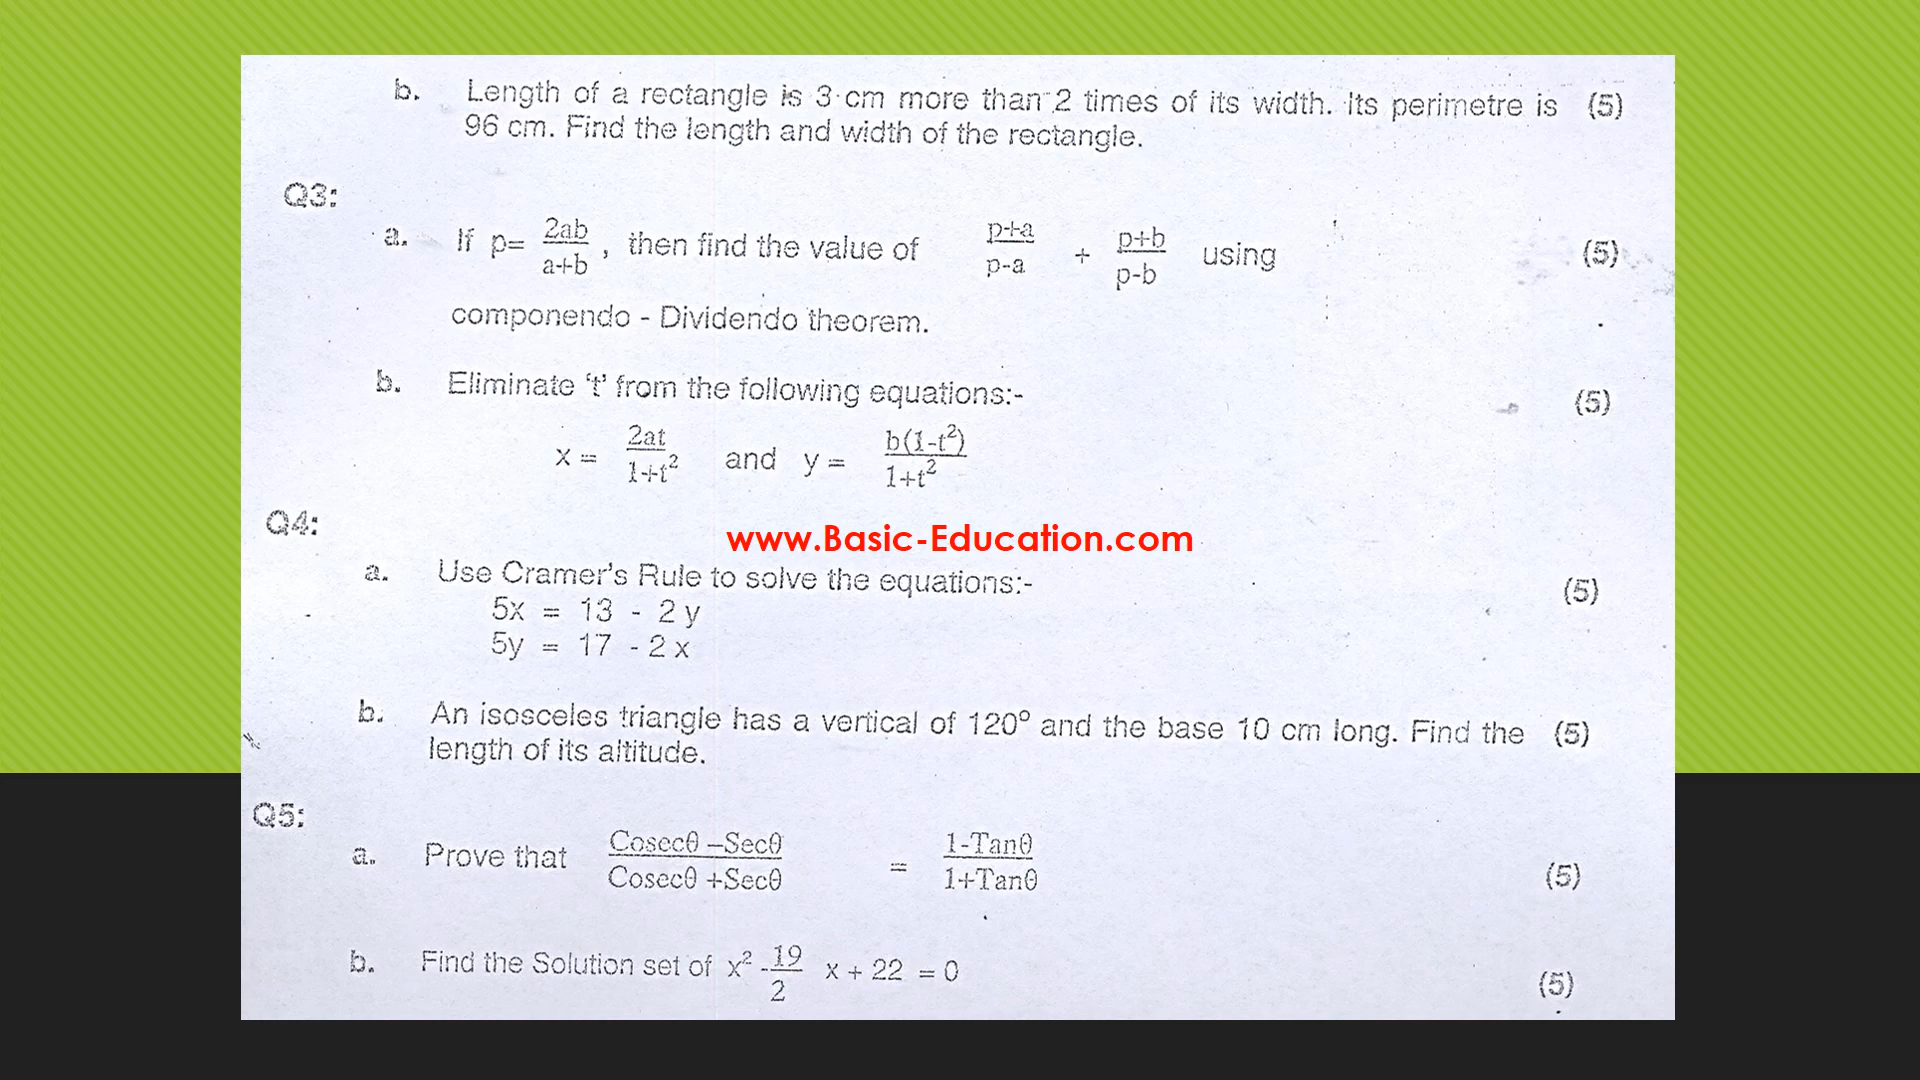 b. Length of a rectangle is 3 cm more than 2 times of its width. Its perimetre is (5)
96 cm. Find the length and width of the rectangle.
Q3:
a. If p= 2ab/a+b , then find the value of p+a/p-a + p+b/p-b using (5)
componendo - Dividendo theorem.
b. Eliminate ‘t’ from the following equations:- (5)
x = 2at/1+t² and y = b(1-t²)/1+t²
Q4:
www.Basic-Education.com
a. Use Cramer's Rule to solve the equations:- (5)
5x = 13 - 2 y
5y = 17 - 2 x
b. An isosceles triangle has a vertical of 120° and the base 10 cm long. Find the (5)
length of its altitude.
Q5:
a. Prove that Cosecθ –Secθ/Cosecθ +Secθ = 1-Tanθ/1+Tanθ (5)
b. Find the Solution set of x² - 19/2 x + 22 = 0 (5)